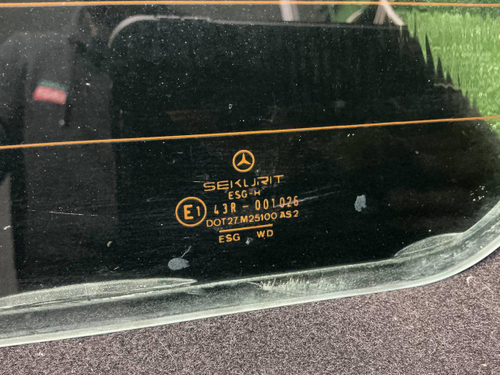 SEKURIT
ESG-H
E1 43R-001026
DOT27 M25100 AS2
ESG WD